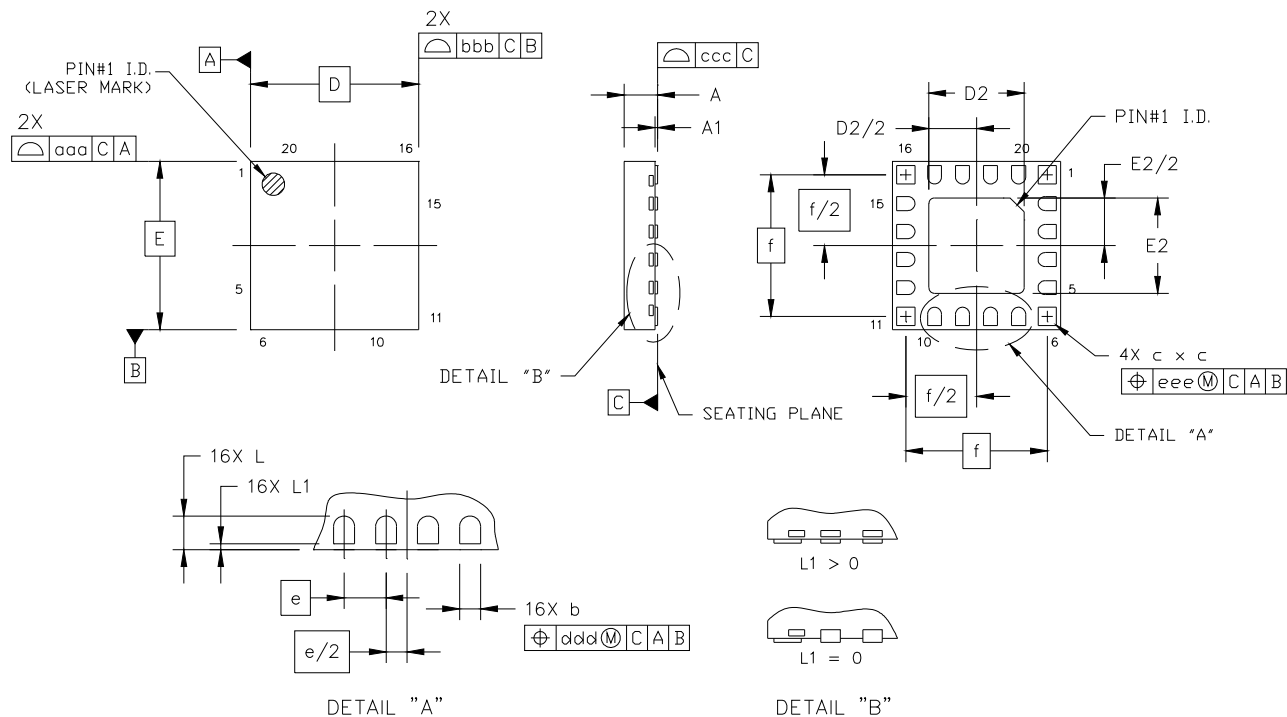 2X
⌓ bbb C B
A
D
PIN#1 I.D.
(LASER MARK)
2X
⌓ aaa C A
20
16
1
15
E
5
11
6
10
B
⌓ ccc C
A
A1
DETAIL "B"
C
SEATING PLANE
D2
D2/2
PIN#1 I.D.
16
20
1
E2/2
f/2
15
f
E2
5
11
10
6
4X c x c
⌖ eee Ⓜ C A B
f/2
f
DETAIL "A"
16X L
16X L1
e
16X b
⌖ ddd Ⓜ C A B
e/2
DETAIL "A"
L1 > 0
L1 = 0
DETAIL "B"